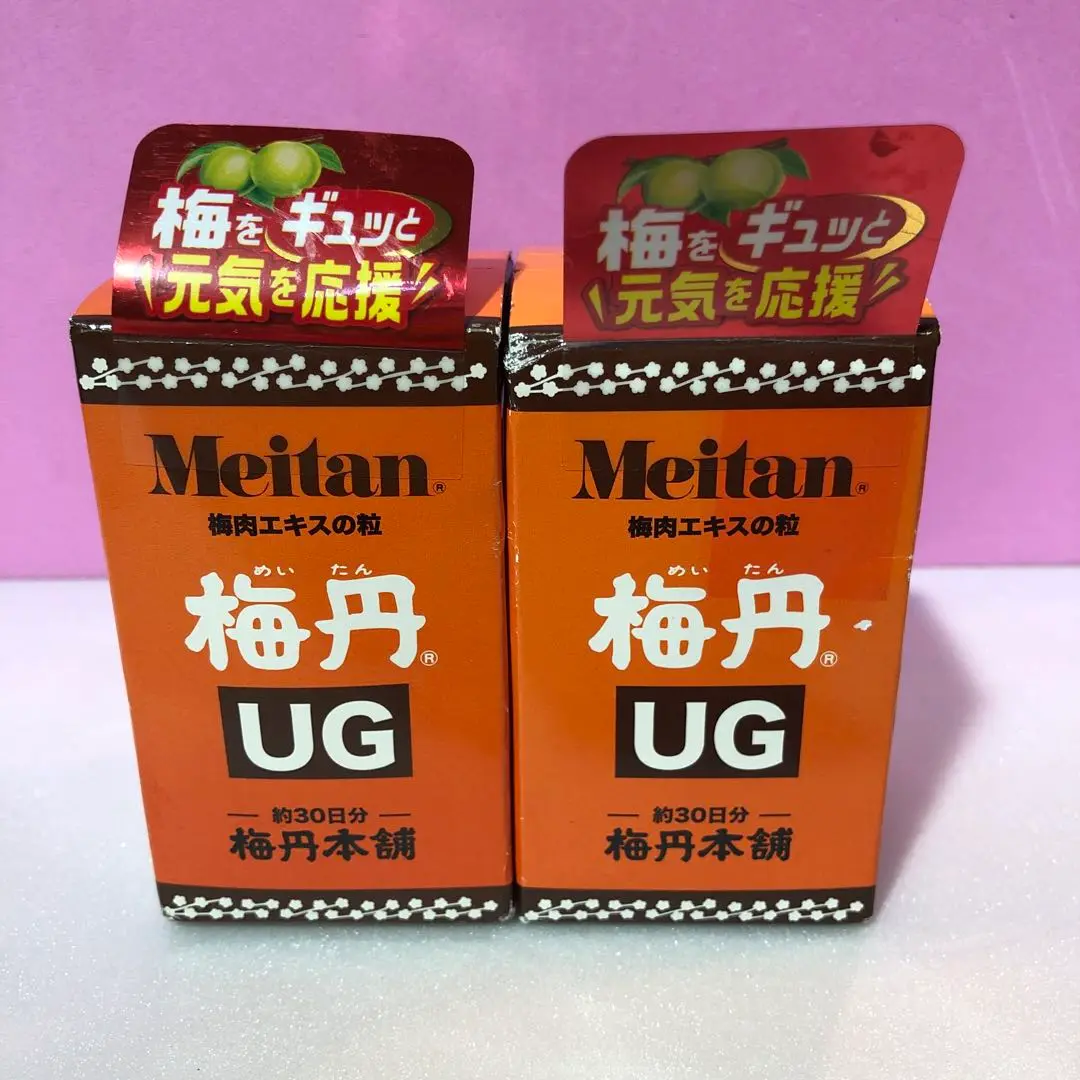 梅をギュッと
元気を応援
Meitan®
梅肉エキスの粒
めい たん
梅丹®
UG
約30日分
梅丹本舗
梅をギュッと
元気を応援
Meitan®
梅肉エキスの粒
めい たん
梅丹®
UG
約30日分
梅丹本舗